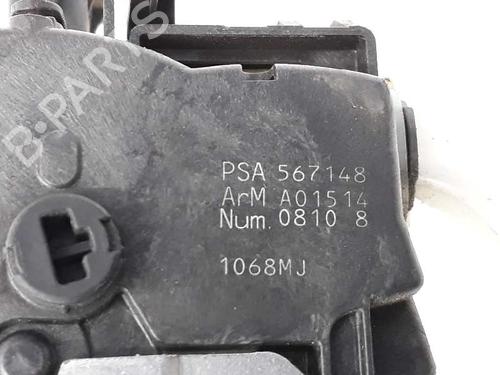 B-PARTS
PSA 567148
ArM A01514
Num. 0810 8
1068MJ